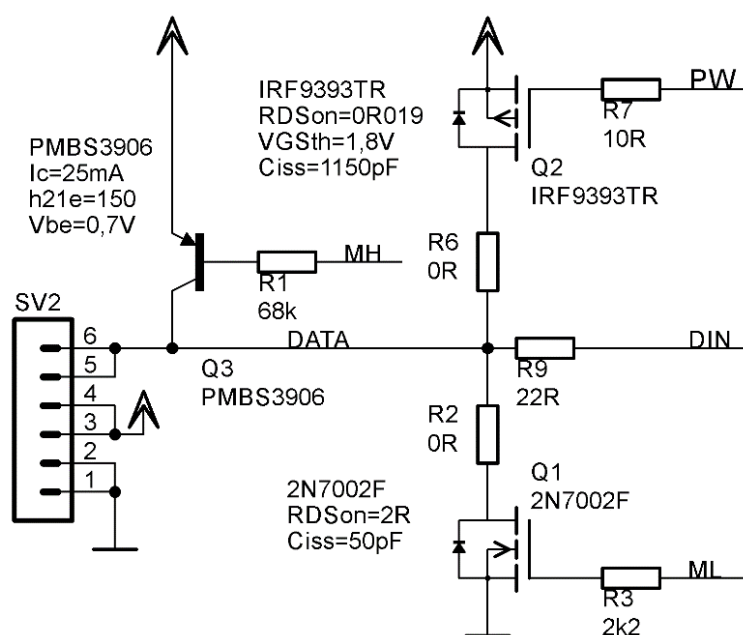 IRF9393TR
RDSon=0R019
VGSth=1,8V
Ciss=1150pF
PW
R7
10R
Q2
IRF9393TR
PMBS3906
Ic=25mA
h21e=150
Vbe=0,7V
R6
0R
MH
R1
68k
SV2
6
5
4
3
2
1
DATA
DIN
Q3
PMBS3906
R9
22R
R2
0R
2N7002F
RDSon=2R
Ciss=50pF
Q1
2N7002F
ML
R3
2k2